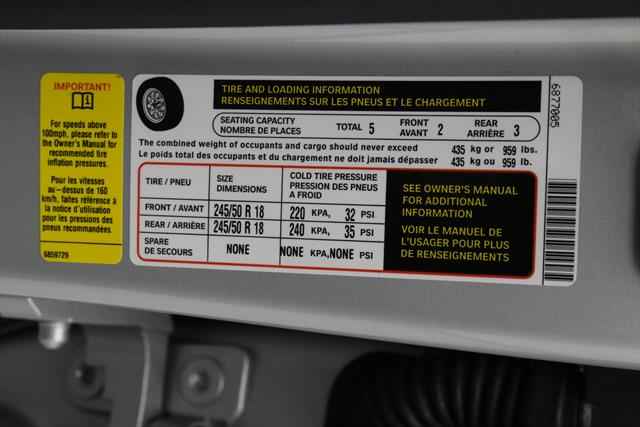 IMPORTANT!
For speeds above
100mph, please refer to
the Owner's Manual for
recommended tire
inflation pressures.
Pour les vitesses
au-dessus de 160
km/h, faites référence à
la notice d'utilisation
pour les pressions des
pneus recommandées.
6859729
TIRE AND LOADING INFORMATION
RENSEIGNEMENTS SUR LES PNEUS ET LE CHARGEMENT
SEATING CAPACITY
NOMBRE DE PLACES
TOTAL 5
FRONT
AVANT 2
REAR
ARRIÈRE 3
The combined weight of occupants and cargo should never exceed 435 kg or 959 lbs.
Le poids total des occupants et du chargement ne doit jamais dépasser 435 kg ou 959 lb.
TIRE / PNEU
SIZE
DIMENSIONS
COLD TIRE PRESSURE
PRESSION DES PNEUS
A FROID
FRONT / AVANT 245/50 R 18 220 KPA, 32 PSI
REAR / ARRIÈRE 245/50 R 18 240 KPA, 35 PSI
SPARE
DE SECOURS
NONE NONE KPA, NONE PSI
SEE OWNER'S MANUAL
FOR ADDITIONAL
INFORMATION
VOIR LE MANUEL DE
L'USAGER POUR PLUS
DE RENSEIGNEMENTS
6877005